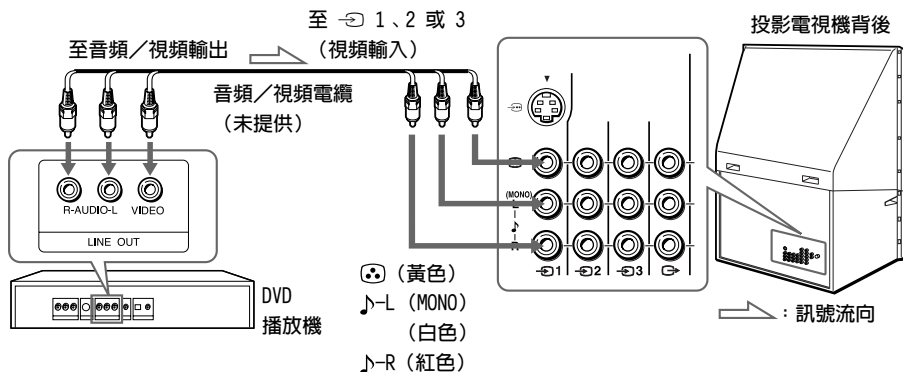 至 1、2 或 3
（視頻輸入）
投影電視機背後
至音頻／視頻輸出
音頻／視頻電纜
（未提供）
R-AUDIO-L VIDEO
LINE OUT
(MONO)
L
R
1 2 3
DVD
播放機
（黃色）
♪-L (MONO)
（白色）
♪-R（紅色）
：訊號流向